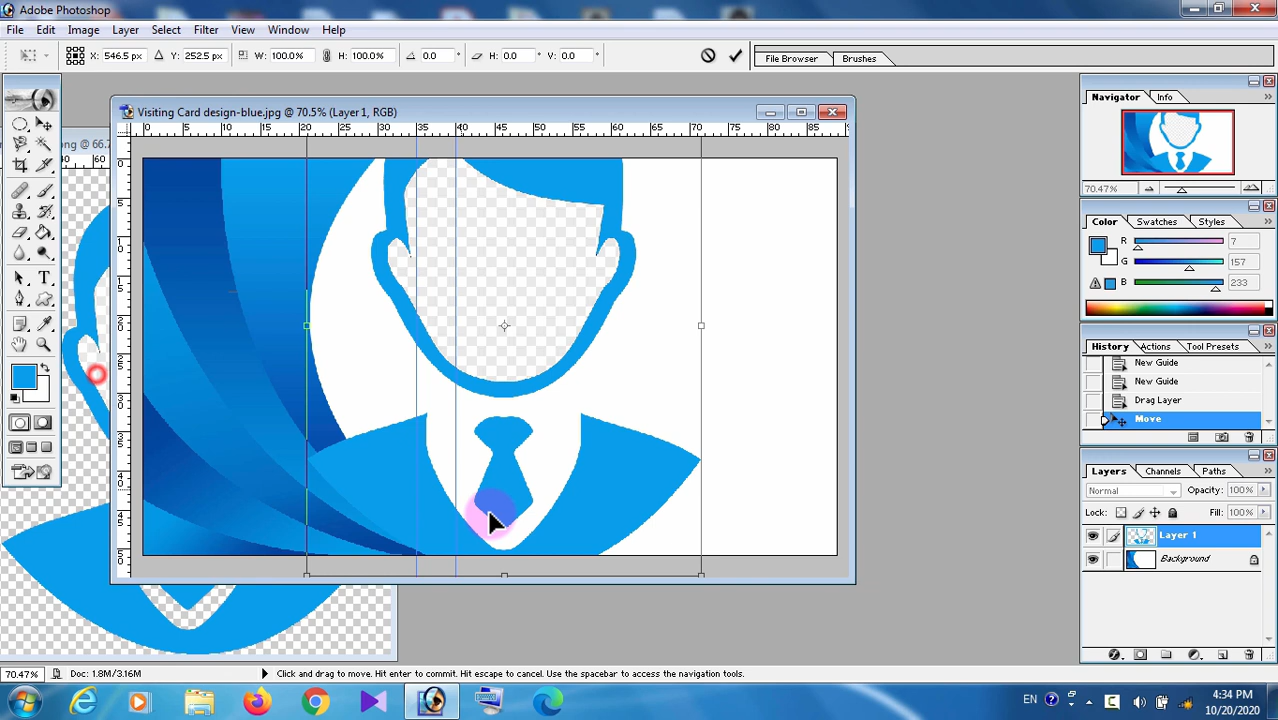 Adobe Photoshop
File Edit Image Layer Select Filter View Window Help
X: 546.5 px Y: 252.5 px W: 100.0% H: 100.0% 0.0 ° H: 0.0 ° V: 0.0 °
File Browser Brushes
Visiting Card design-blue.jpg @ 70.5% (Layer 1, RGB)
0 5 10 15 20 25 30 35 40 45 50 55 60 65 70 75 80 85
ng @ 66.7
Navigator Info
70.47%
Color Swatches Styles
R 7
G 157
B 233
History Actions Tool Presets
New Guide
New Guide
Drag Layer
Move
Layers Channels Paths
Normal Opacity: 100%
Lock: Fill: 100%
Layer 1
Background
70.47% Doc: 1.8M/3.16M Click and drag to move. Hit enter to commit. Hit escape to cancel. Use the spacebar to access the navigation tools.
EN 4:34 PM
10/20/2020